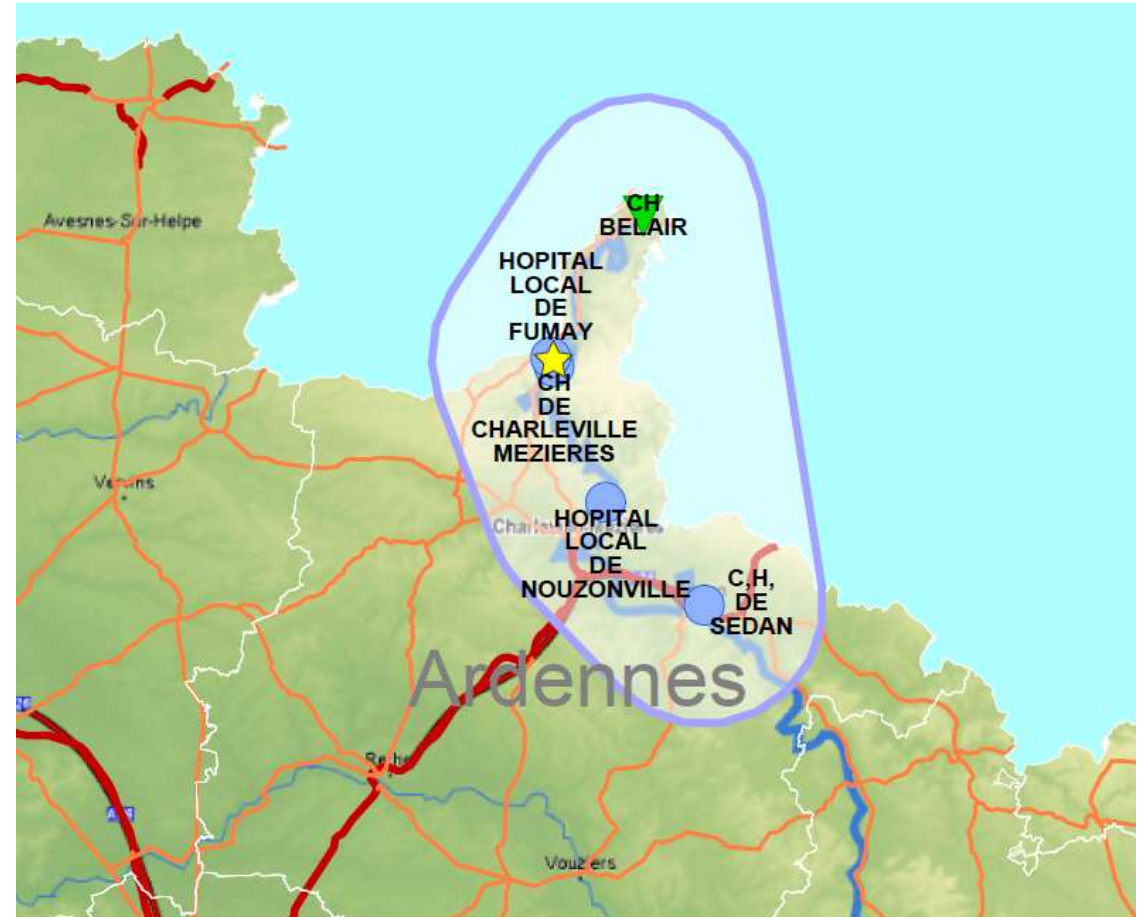 Avesnes-Sur-Helpe
CH
BELAIR
HOPITAL
LOCAL
DE
FUMAY
CH
DE
CHARLEVILLE
MEZIERES
HOPITAL
LOCAL
DE
NOUZONVILLE
C,H,
DE
SEDAN
Ardennes
Vouziers